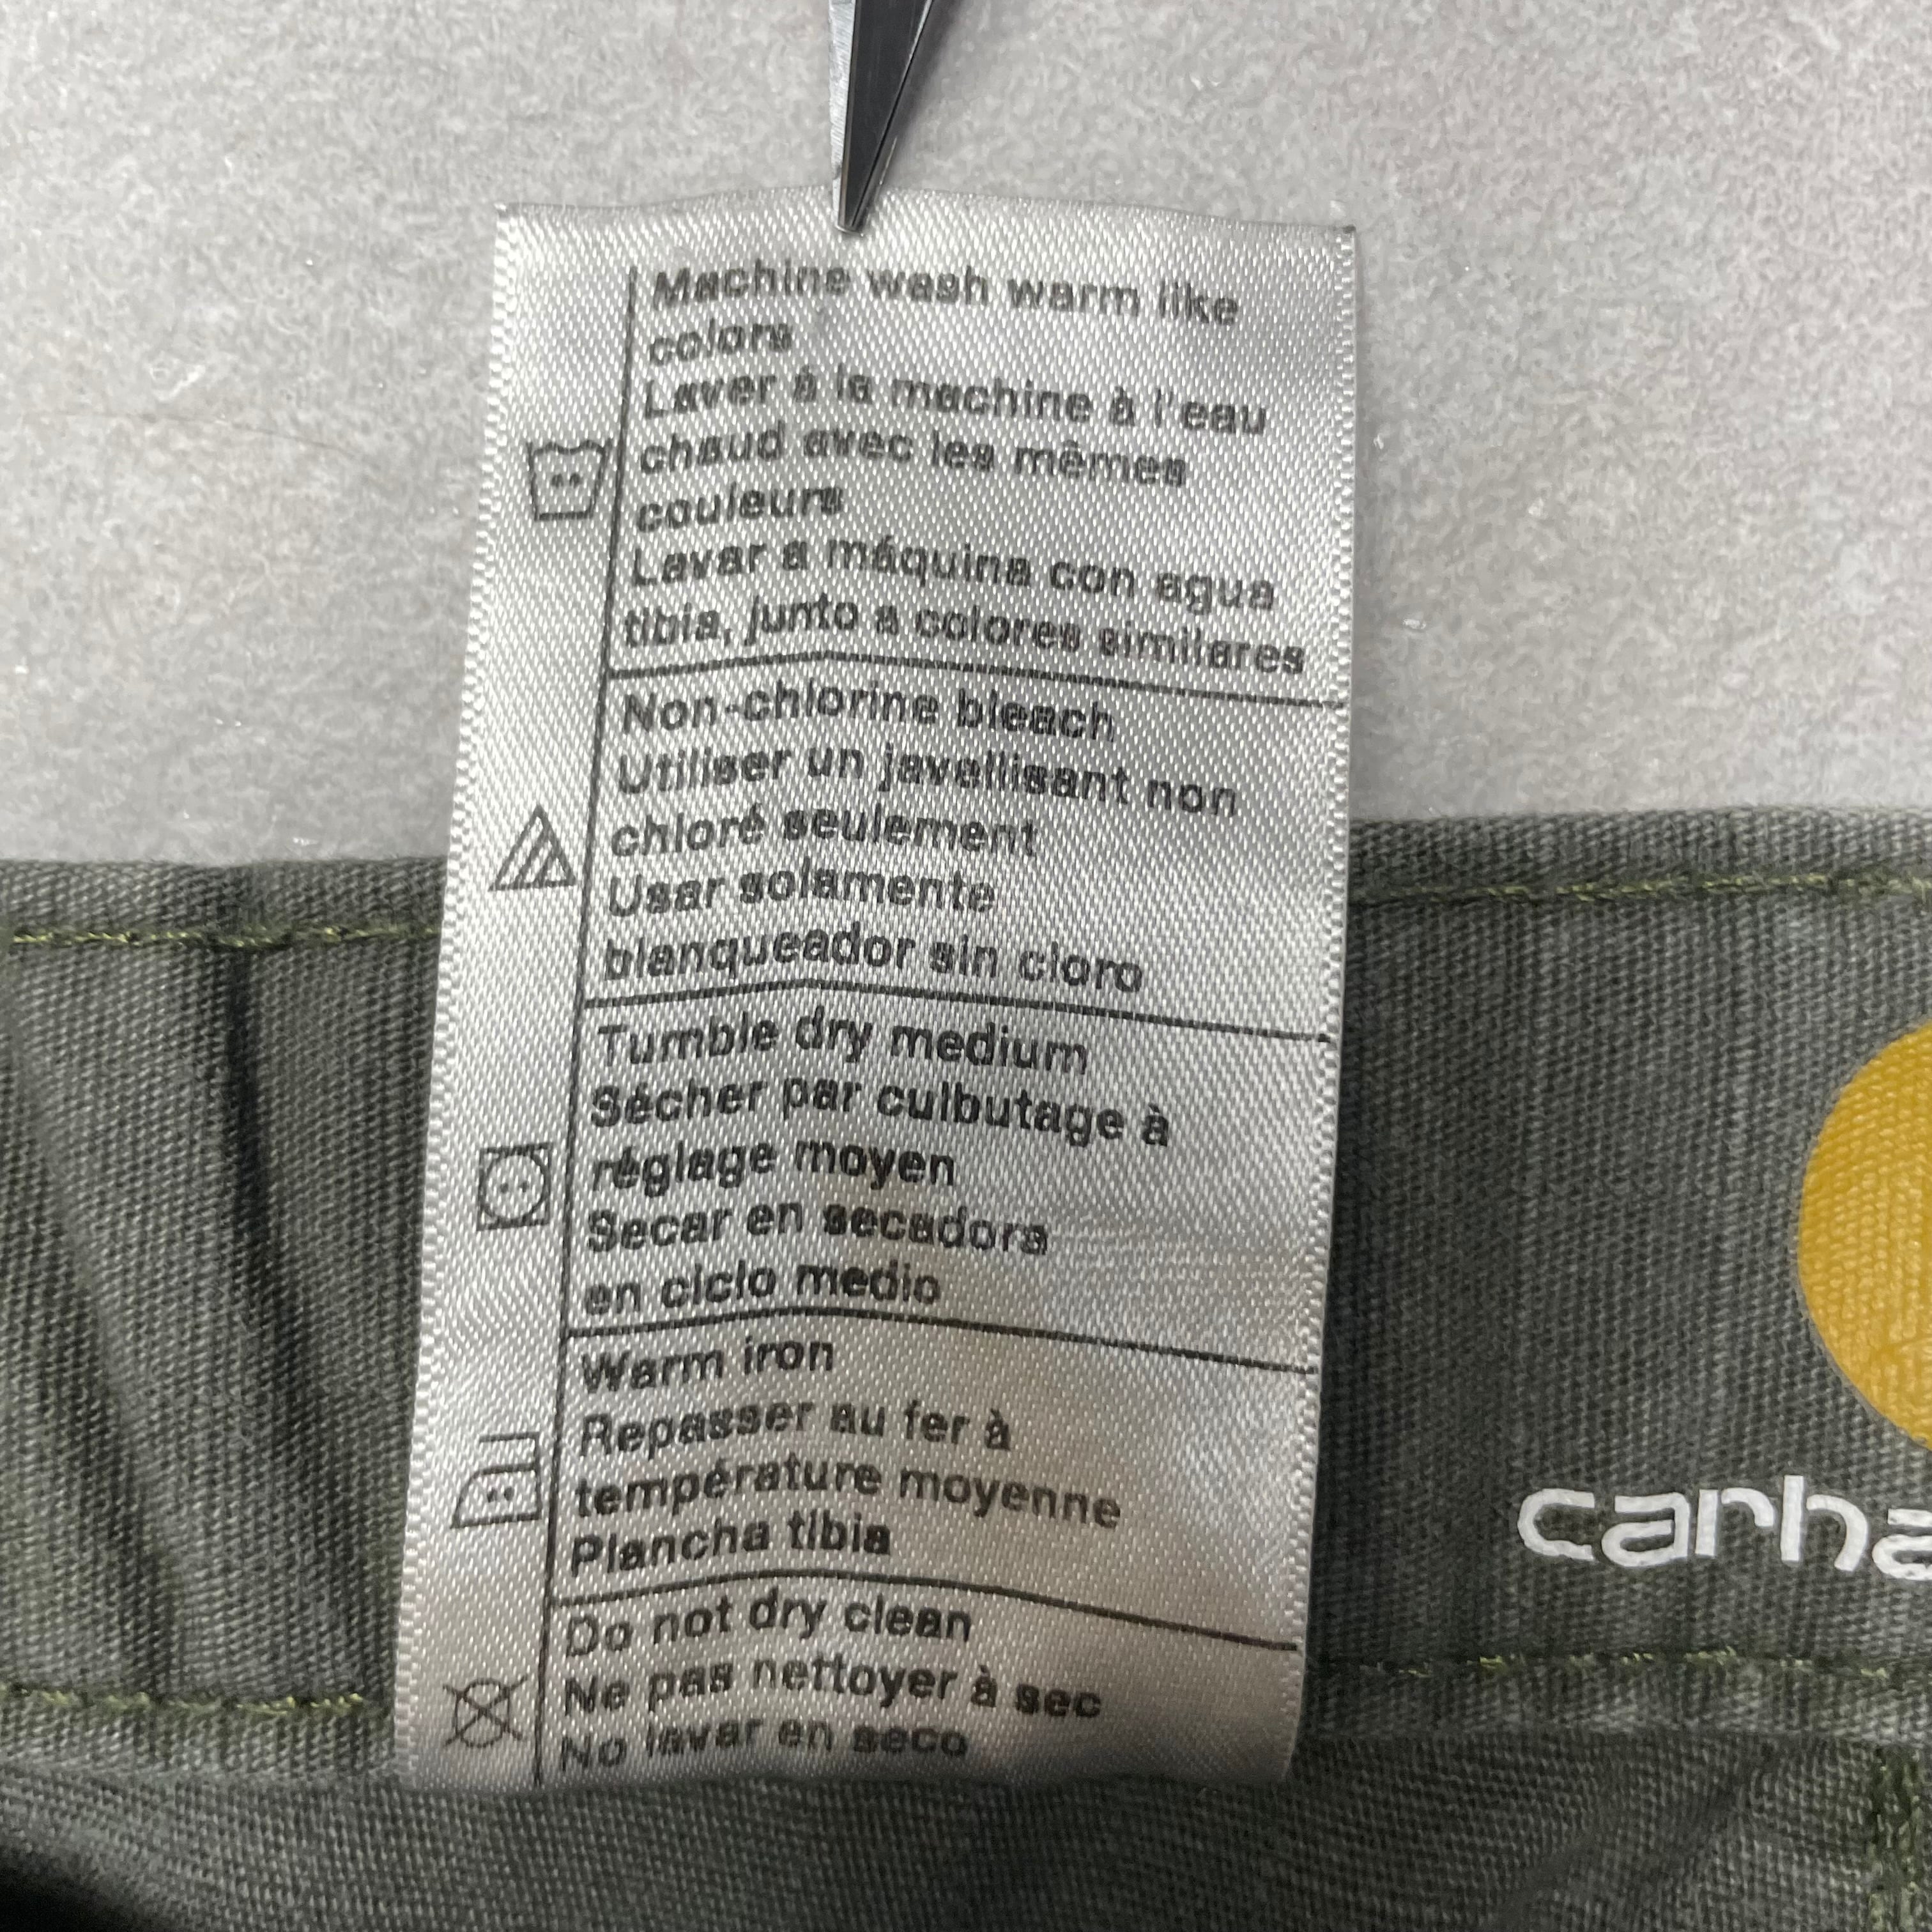 Machine wash warm like
colors
Laver à la machine à l'eau
chaud avec les mêmes
couleurs
Lavar a máquina con agua
tibia, junto a colores similares
Non-chlorine bleach
Utiliser un javellisant non
chloré seulement
Usar solamente
blanqueador sin cloro
Tumble dry medium
Sécher par culbutage à
réglage moyen
Secar en secadora
en ciclo medio
Warm iron
Repasser au fer à
température moyenne
Plancha tibia
Do not dry clean
Ne pas nettoyer à sec
No lavar en seco
carha